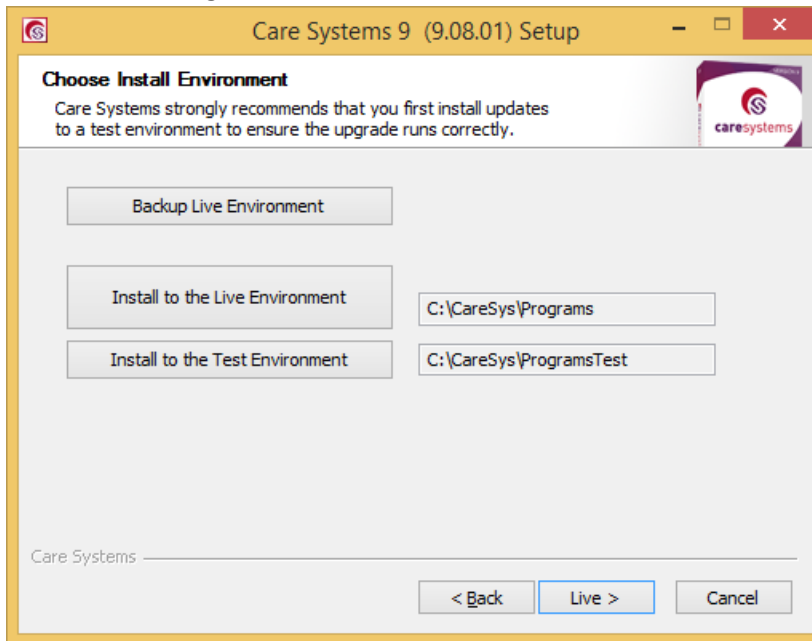 Care Systems 9 (9.08.01) Setup
Choose Install Environment
Care Systems strongly recommends that you first install updates
to a test environment to ensure the upgrade runs correctly.
caresystems
Backup Live Environment
Install to the Live Environment
C:\CareSys\Programs
Install to the Test Environment
C:\CareSys\ProgramsTest
Care Systems
< Back
Live >
Cancel